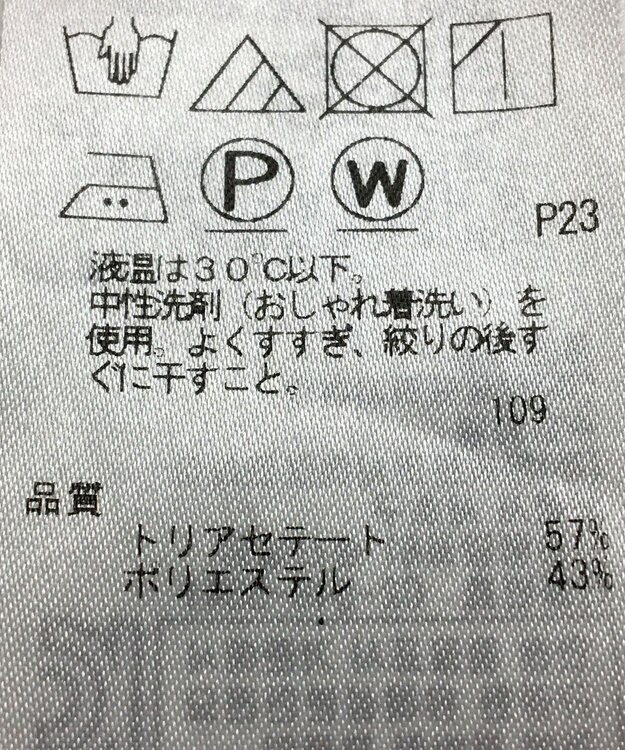 P
W
P23
液温は30℃以下。
中性洗剤（おしゃれ着洗い）を
使用。よくすすぎ、絞りの後す
ぐに干すこと。
109
品質
トリアセテート 57%
ポリエステル 43%